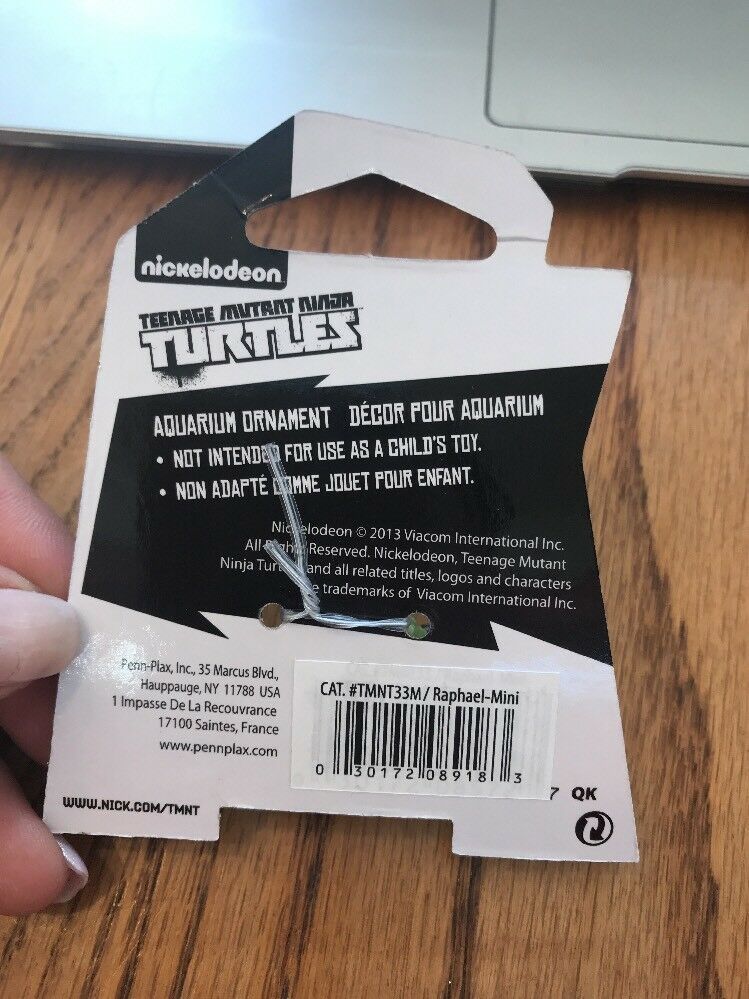 nickelodeon
TEENAGE MUTANT NINJA
TURTLES
AQUARIUM ORNAMENT DÉCOR POUR AQUARIUM
• NOT INTENDED FOR USE AS A CHILD'S TOY.
• NON ADAPTÉ COMME JOUET POUR ENFANT.
Nickelodeon © 2013 Viacom International Inc.
All Rights Reserved. Nickelodeon, Teenage Mutant
Ninja Turtles and all related titles, logos and characters
trademarks of Viacom International Inc.
Penn-Plax, Inc., 35 Marcus Blvd.,
Hauppauge, NY 11788 USA
1 Impasse De La Recouvrance
17100 Saintes, France
www.pennplax.com
CAT. #TMNT33M/ Raphael-Mini
0 30172 08918 3
7 QK
WWW.NICK.COM/TMNT